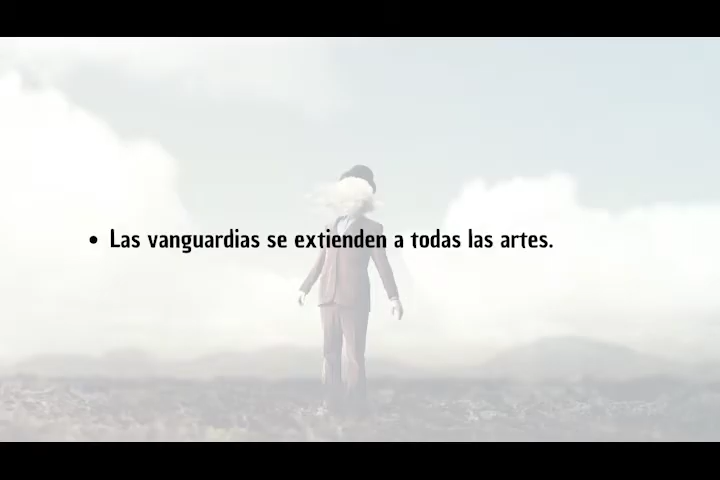 • Las vanguardias se extienden a todas las artes.